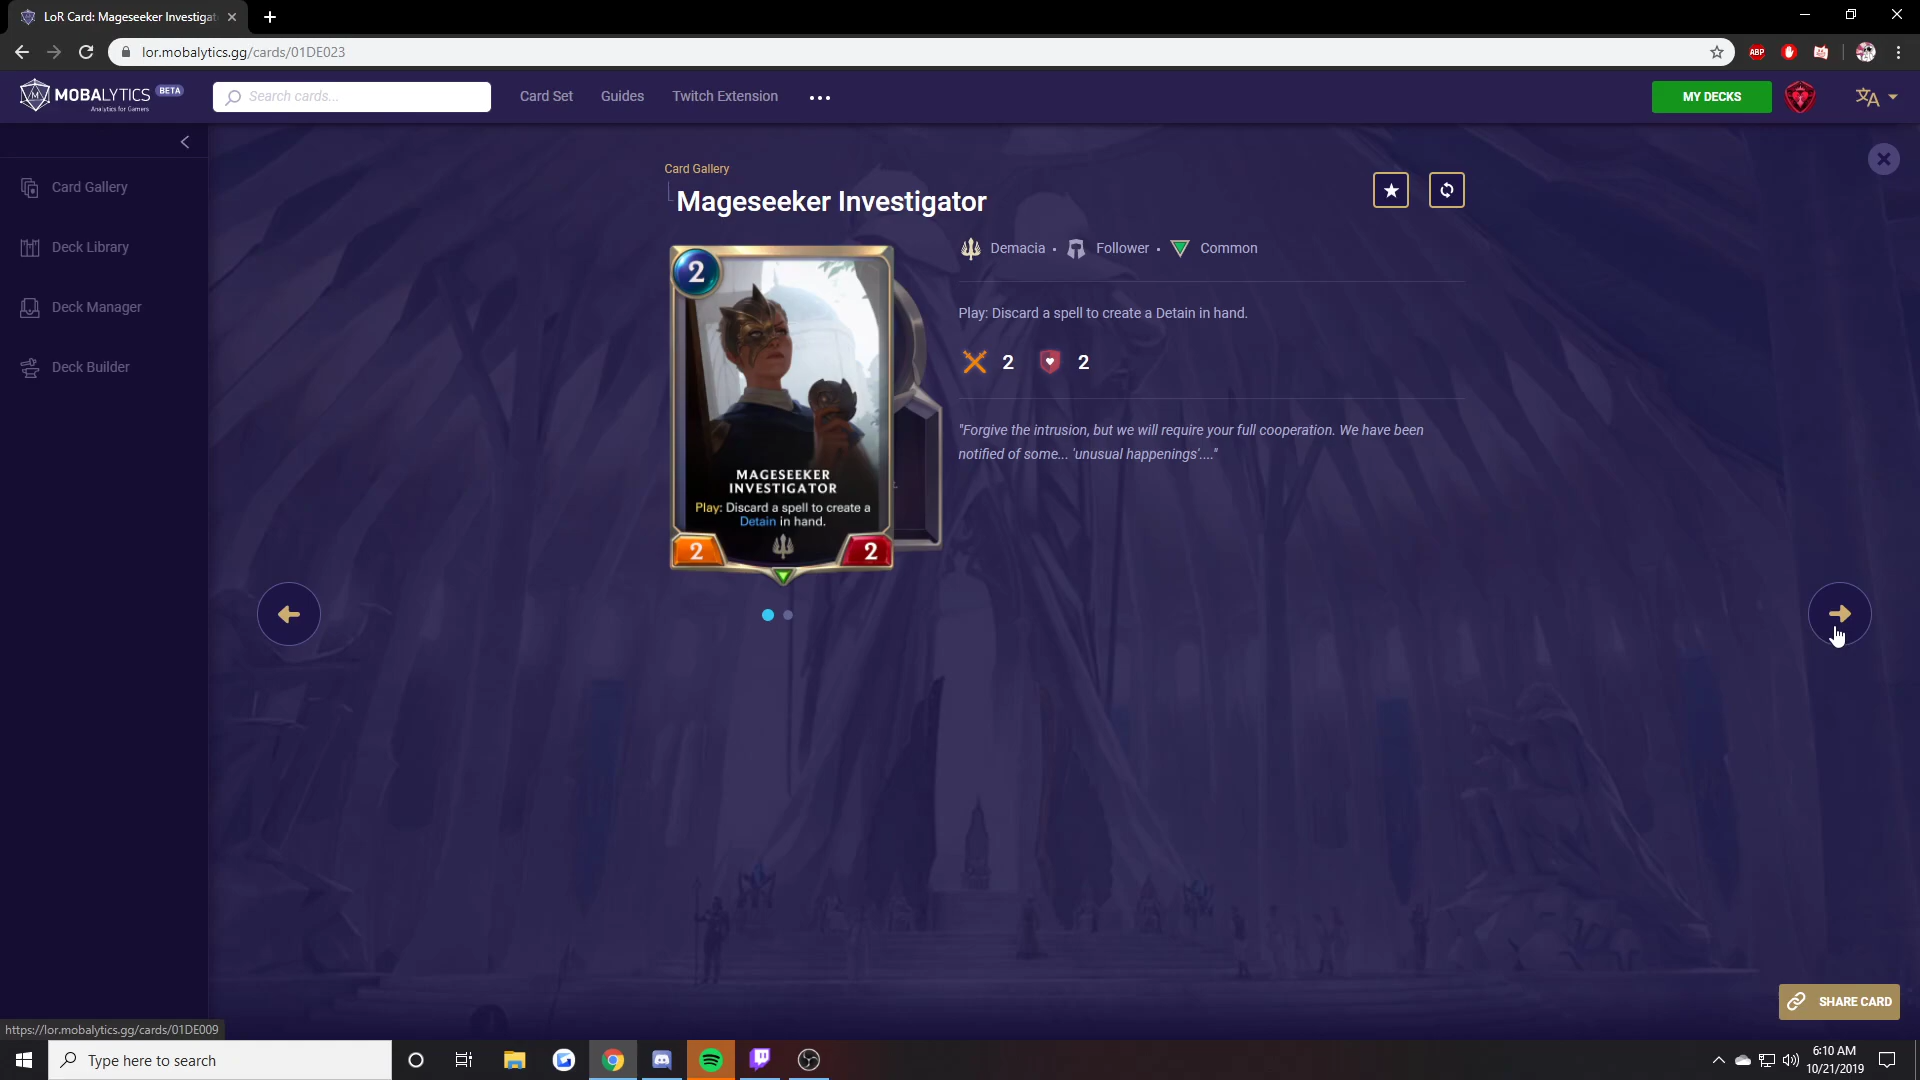 LoR Card: Mageseeker Investigat
lor.mobalytics.gg/cards/01DE023
ABP
MOBALYTICS BETA
Analytics for Gamers
Search cards...
Card Set
Guides
Twitch Extension
MY DECKS
Card Gallery
Deck Library
Deck Manager
Deck Builder
Card Gallery
Mageseeker Investigator
Demacia · Follower · Common
Play: Discard a spell to create a Detain in hand.
2 2
"Forgive the intrusion, but we will require your full cooperation. We have been
notified of some... 'unusual happenings'...."
2
MAGESEEKER
INVESTIGATOR
Play: Discard a spell to create a
Detain in hand.
2 2
SHARE CARD
https://lor.mobalytics.gg/cards/01DE009
Type here to search
6:10 AM
10/21/2019